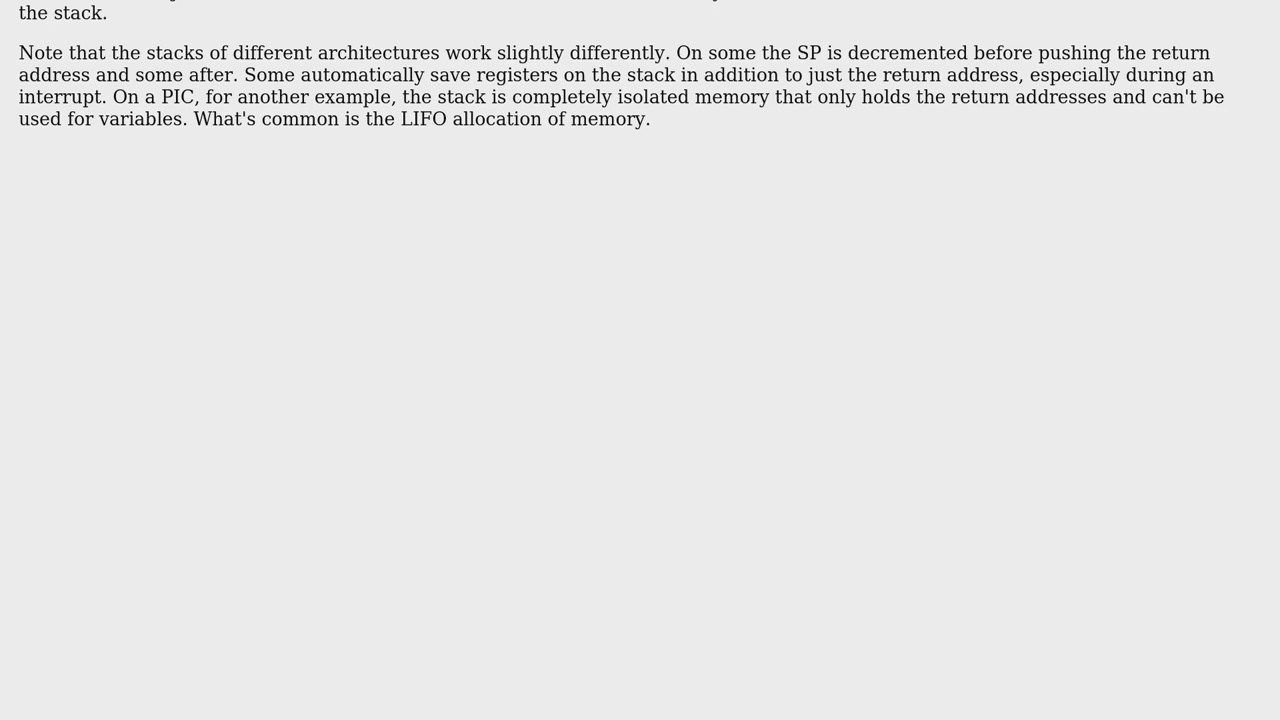 the stack.
Note that the stacks of different architectures work slightly differently. On some the SP is decremented before pushing the return
address and some after. Some automatically save registers on the stack in addition to just the return address, especially during an
interrupt. On a PIC, for another example, the stack is completely isolated memory that only holds the return addresses and can't be
used for variables. What's common is the LIFO allocation of memory.